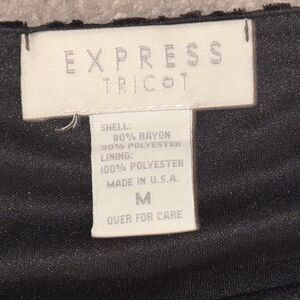 EXPRESS
TRICOT
SHELL:
80% RAYON
20% POLYESTER
LINING:
100% POLYESTER
MADE IN U.S.A.
M
OVER FOR CARE